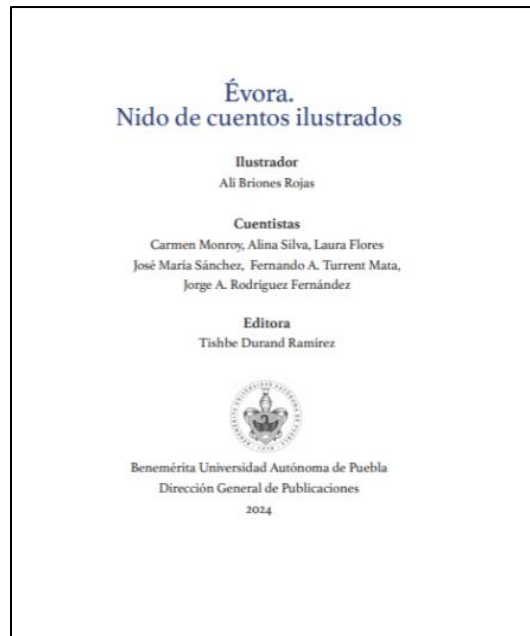 Évora.
Nido de cuentos ilustrados
Ilustrador
Alí Briones Rojas
Cuentistas
Carmen Monroy, Alina Silva, Laura Flores
José María Sánchez, Fernando A. Turrent Mata,
Jorge A. Rodríguez Fernández
Editora
Tishbe Durand Ramírez
Benemérita Universidad Autónoma de Puebla
Dirección General de Publicaciones
2024